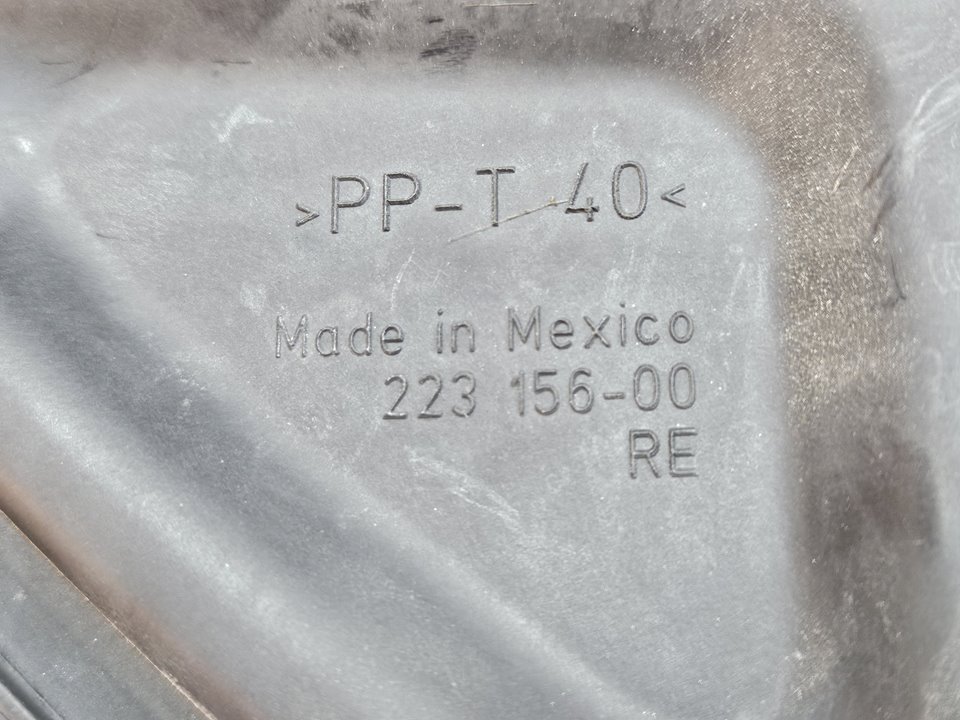 >PP-T 40<
Made in Mexico
223 156-00
RE